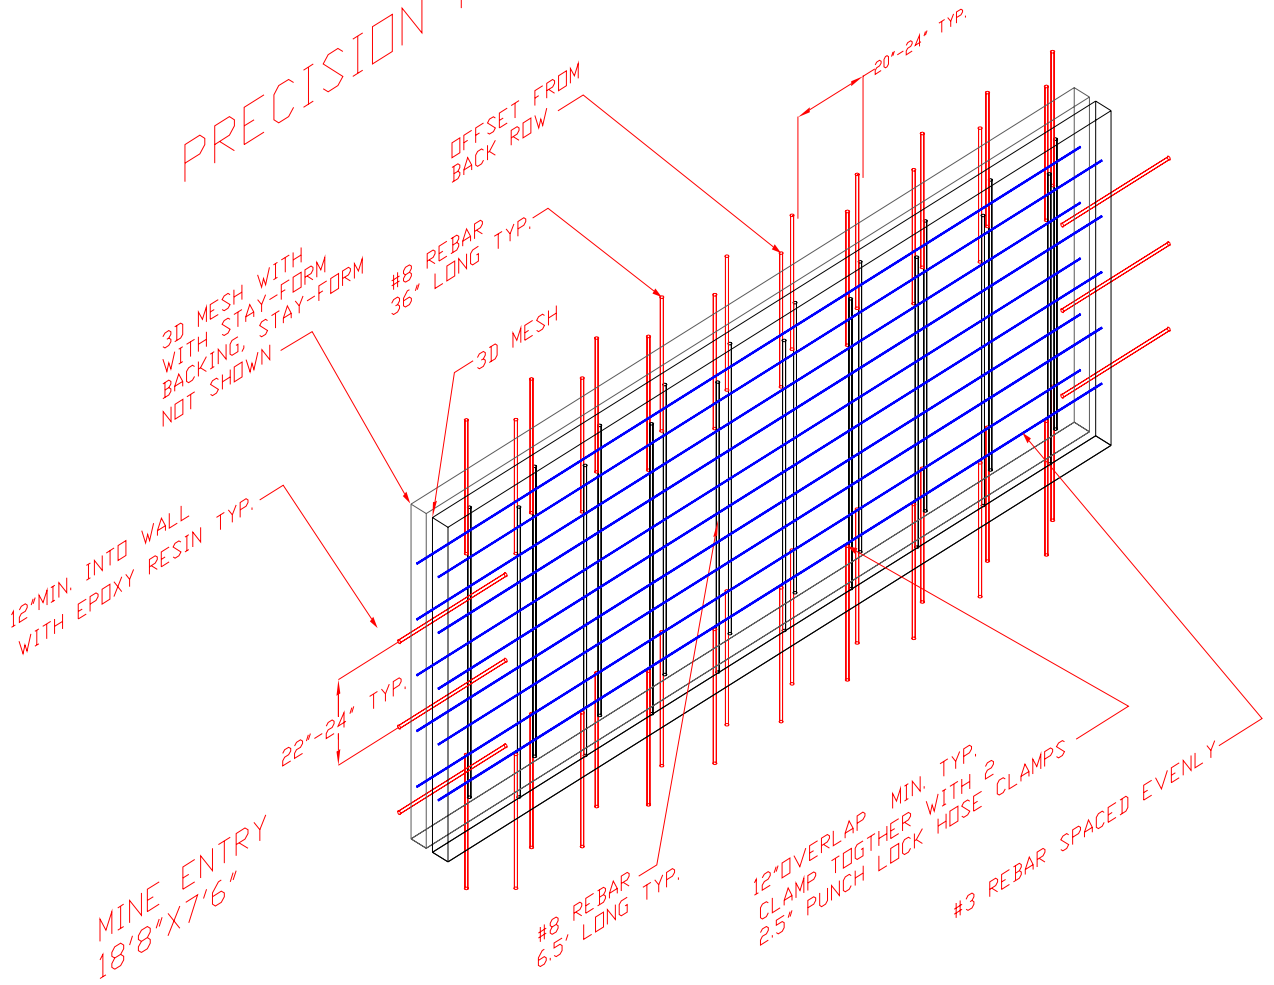 PRECISION
20"-24" TYP.
OFFSET FROM
BACK ROW
#8 REBAR
36" LONG TYP.
3D MESH WITH
WITH STAY-FORM
BACKING, STAY-FORM
NOT SHOWN
3D MESH
12"MIN. INTO WALL
WITH EPOXY RESIN TYP.
22"-24" TYP.
MINE ENTRY
18'8"X7'6"
#8 REBAR
6.5' LONG TYP.
12"OVERLAP MIN. TYP.
CLAMP TOGTHER WITH 2
2.5" PUNCH LOCK HOSE CLAMPS
#3 REBAR SPACED EVENLY